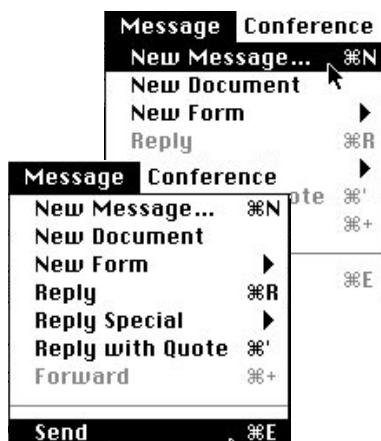 Message Conference
New Message... ⌘N
New Document
New Form ▶
Reply ⌘R
▶
ote ⌘'
⌘+
⌘E
Message Conference
New Message... ⌘N
New Document
New Form ▶
Reply ⌘R
Reply Special ▶
Reply with Quote ⌘'
Forward ⌘+
Send ⌘E